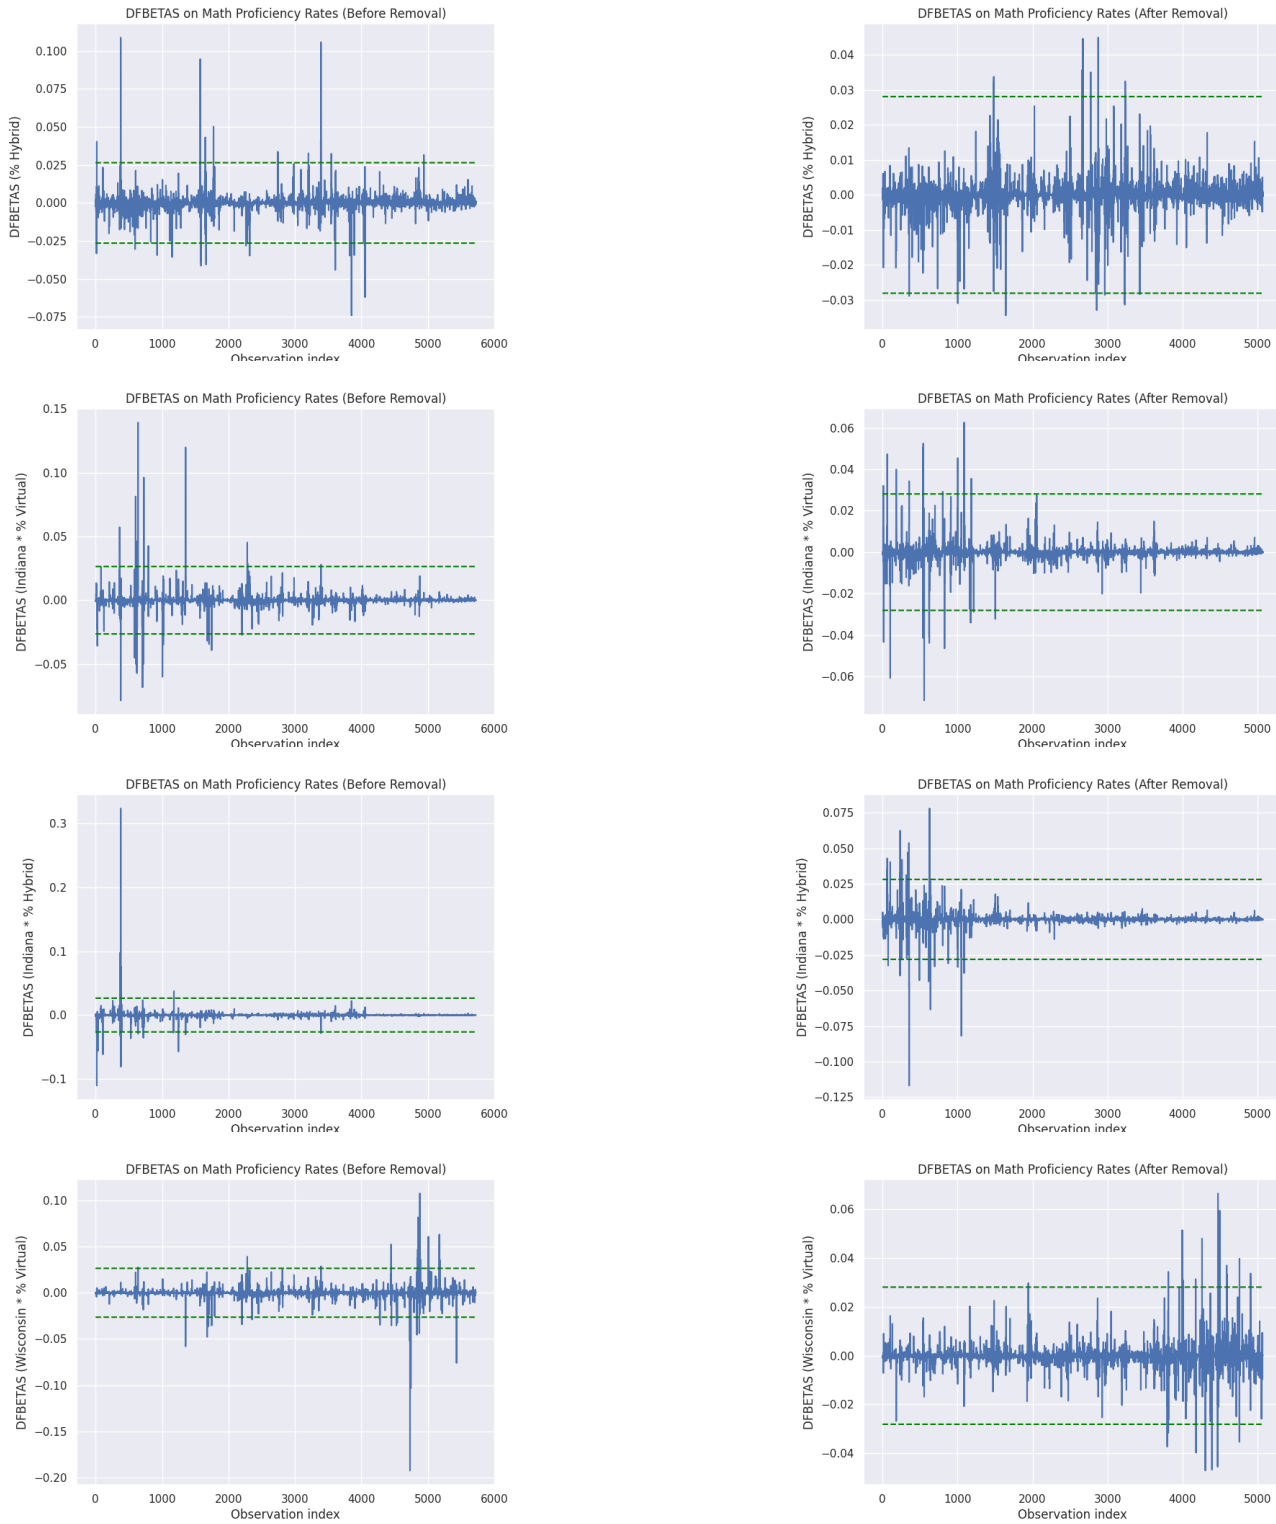 DFBETAS on Math Proficiency Rates (Before Removal)
DFBETAS (% Hybrid)
0.100
0.075
0.050
0.025
0.000
−0.025
−0.050
−0.075
0 1000 2000 3000 4000 5000 6000
Observation index
DFBETAS on Math Proficiency Rates (After Removal)
DFBETAS (% Hybrid)
0.04
0.03
0.02
0.01
0.00
−0.01
−0.02
−0.03
0 1000 2000 3000 4000 5000
Observation index
DFBETAS on Math Proficiency Rates (Before Removal)
DFBETAS (Indiana * % Virtual)
0.15
0.10
0.05
0.00
−0.05
0 1000 2000 3000 4000 5000 6000
Observation index
DFBETAS on Math Proficiency Rates (After Removal)
DFBETAS (Indiana * % Virtual)
0.06
0.04
0.02
0.00
−0.02
−0.04
−0.06
0 1000 2000 3000 4000 5000
Observation index
DFBETAS on Math Proficiency Rates (Before Removal)
DFBETAS (Indiana * % Hybrid)
0.3
0.2
0.1
0.0
−0.1
0 1000 2000 3000 4000 5000 6000
Observation index
DFBETAS on Math Proficiency Rates (After Removal)
DFBETAS (Indiana * % Hybrid)
0.075
0.050
0.025
0.000
−0.025
−0.050
−0.075
−0.100
−0.125
0 1000 2000 3000 4000 5000
Observation index
DFBETAS on Math Proficiency Rates (Before Removal)
DFBETAS (Wisconsin * % Virtual)
0.10
0.05
0.00
−0.05
−0.10
−0.15
−0.20
0 1000 2000 3000 4000 5000 6000
Observation index
DFBETAS on Math Proficiency Rates (After Removal)
DFBETAS (Wisconsin * % Virtual)
0.06
0.04
0.02
0.00
−0.02
−0.04
0 1000 2000 3000 4000 5000
Observation index